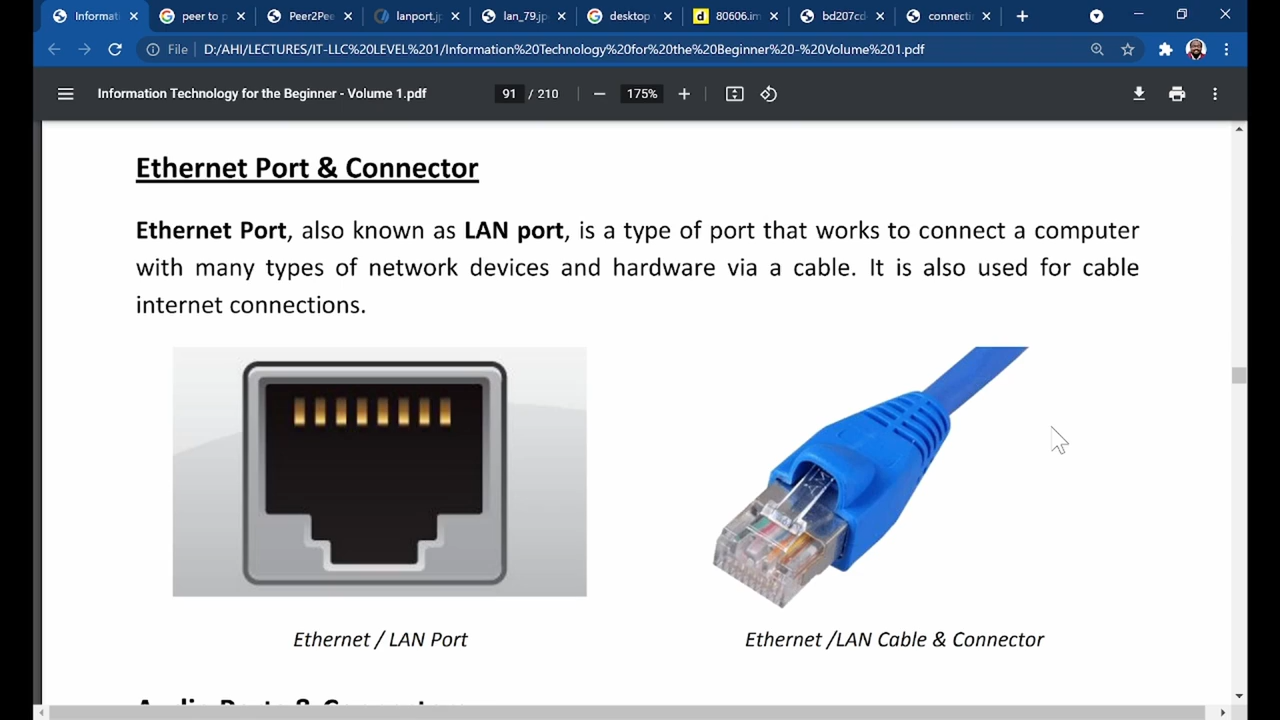 Informati
peer to p
Peer2Pee
lanport.j
lan_79.jp
desktop
80606.im
bd207cd
connecti
File
D:/AHI/LECTURES/IT-LLC%20LEVEL%201/Information%20Technology%20for%20the%20Beginner%20-%20Volume%201.pdf
Information Technology for the Beginner - Volume 1.pdf
91 / 210
175%
Ethernet Port & Connector
Ethernet Port, also known as LAN port, is a type of port that works to connect a computer
with many types of network devices and hardware via a cable. It is also used for cable
internet connections.
Ethernet / LAN Port
Ethernet /LAN Cable & Connector